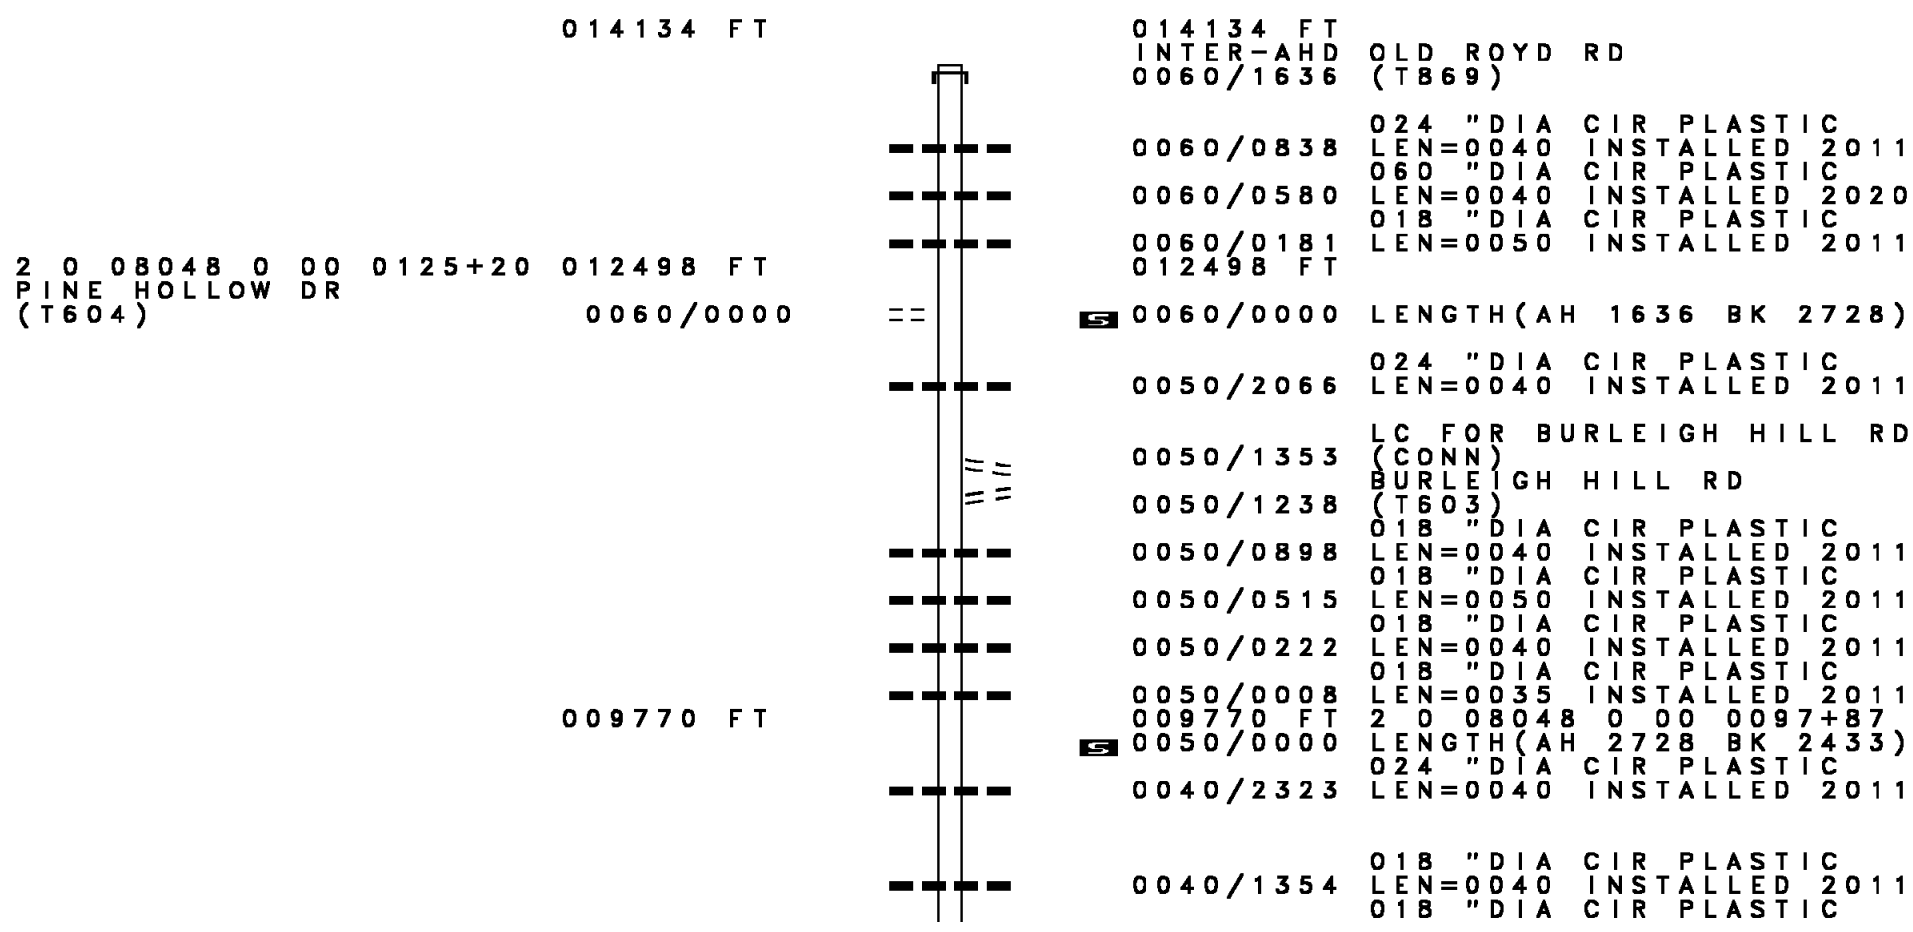 014134 FT 014134 FT
INTER-AHD OLD ROYD RD
0060/1636 (T869)
024 "DIA CIR PLASTIC
0060/0838 LEN=0040 INSTALLED 2011
060 "DIA CIR PLASTIC
0060/0580 LEN=0040 INSTALLED 2020
018 "DIA CIR PLASTIC
0060/0181 LEN=0050 INSTALLED 2011
2 0 08048 0 00 0125+20 012498 FT 012498 FT
PINE HOLLOW DR
(T604) 0060/0000 S 0060/0000 LENGTH(AH 1636 BK 2728)
024 "DIA CIR PLASTIC
0050/2066 LEN=0040 INSTALLED 2011
LC FOR BURLEIGH HILL RD
0050/1353 (CONN)
BURLEIGH HILL RD
0050/1238 (T603)
018 "DIA CIR PLASTIC
0050/0898 LEN=0040 INSTALLED 2011
018 "DIA CIR PLASTIC
0050/0515 LEN=0050 INSTALLED 2011
018 "DIA CIR PLASTIC
0050/0222 LEN=0040 INSTALLED 2011
018 "DIA CIR PLASTIC
0050/0008 LEN=0035 INSTALLED 2011
009770 FT 009770 FT 2 0 08048 0 00 0097+87
S 0050/0000 LENGTH(AH 2728 BK 2433)
024 "DIA CIR PLASTIC
0040/2323 LEN=0040 INSTALLED 2011
018 "DIA CIR PLASTIC
0040/1354 LEN=0040 INSTALLED 2011
018 "DIA CIR PLASTIC